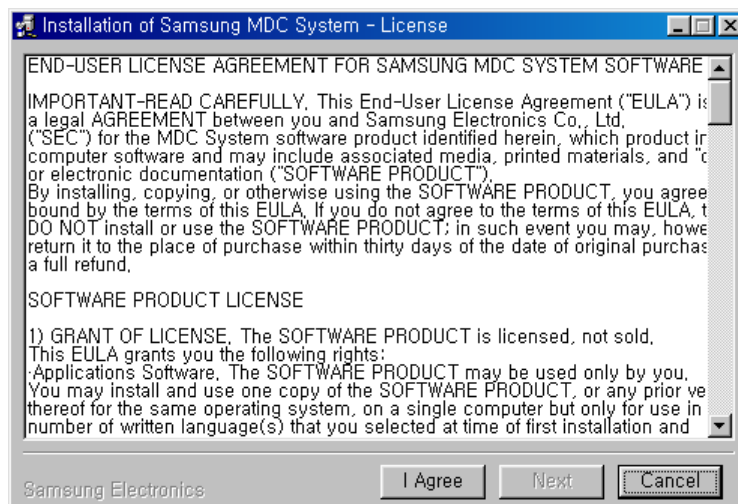 Installation of Samsung MDC System - License
END-USER LICENSE AGREEMENT FOR SAMSUNG MDC SYSTEM SOFTWARE
IMPORTANT-READ CAREFULLY, This End-User License Agreement ("EULA") is
a legal AGREEMENT between you and Samsung Electronics Co., Ltd,
("SEC") for the MDC System software product identified herein, which product
computer software and may include associated media, printed materials, and
or electronic documentation ("SOFTWARE PRODUCT"),
By installing, copying, or otherwise using the SOFTWARE PRODUCT, you agree
bound by the terms of this EULA, If you do not agree to the terms of this EULA,
DO NOT install or use the SOFTWARE PRODUCT; in such event you may,
return it to the place of purchase within thirty days of the date of original
a full refund,
SOFTWARE PRODUCT LICENSE
1) GRANT OF LICENSE, The SOFTWARE PRODUCT is licensed, not sold,
This EULA grants you the following rights:
·Applications Software, The SOFTWARE PRODUCT may be used only by you,
You may install and use one copy of the SOFTWARE PRODUCT, or any prior
thereof for the same operating system, on a single computer but only for use in
number of written language(s) that you selected at time of first installation and
Samsung Electronics
I Agree
Next
Cancel